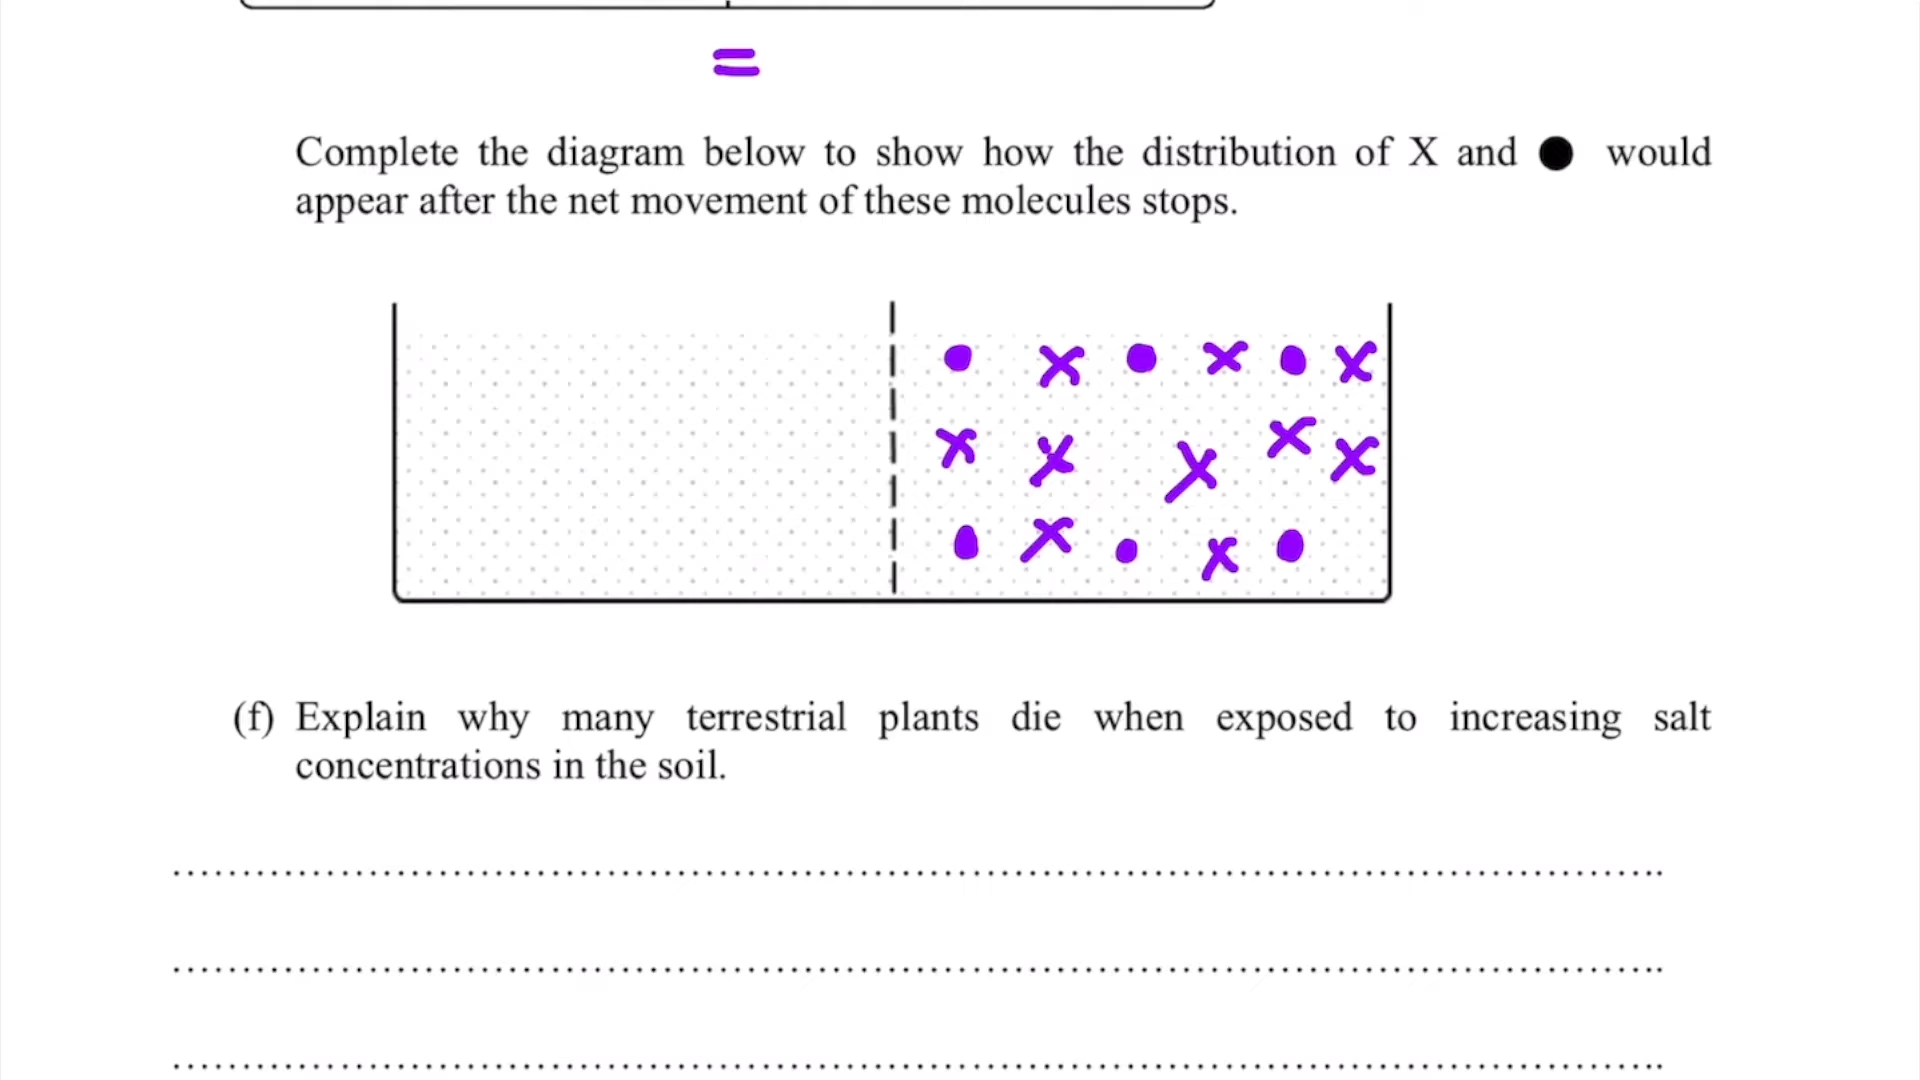 =
Complete the diagram below to show how the distribution of X and ● would
appear after the net movement of these molecules stops.
● X ● X ● X
X X X X X
● X ● X ●
(f) Explain why many terrestrial plants die when exposed to increasing salt
concentrations in the soil.